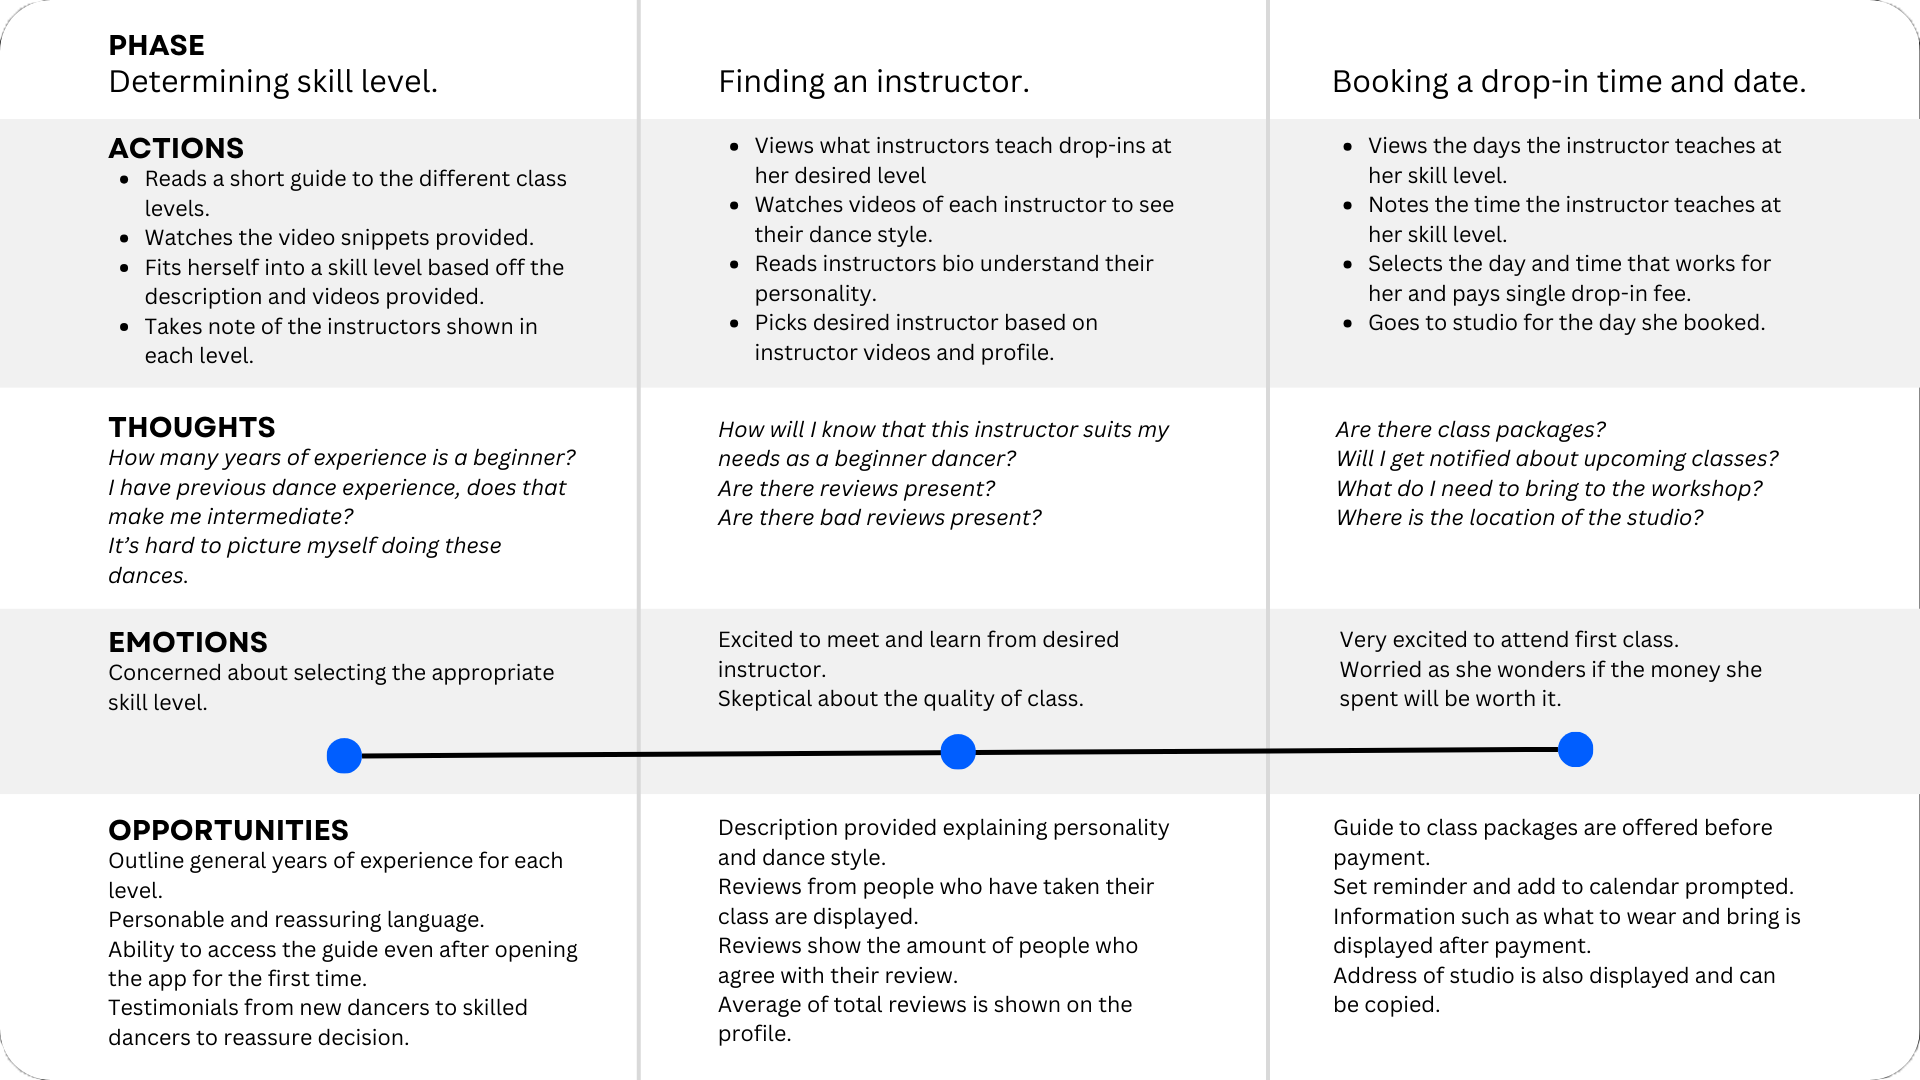 PHASE
Determining skill level.
Finding an instructor.
Booking a drop-in time and date.
ACTIONS
• Reads a short guide to the different class
levels.
• Watches the video snippets provided.
• Fits herself into a skill level based off the
description and videos provided.
• Takes note of the instructors shown in
each level.
• Views what instructors teach drop-ins at
her desired level
• Watches videos of each instructor to see
their dance style.
• Reads instructors bio understand their
personality.
• Picks desired instructor based on
instructor videos and profile.
• Views the days the instructor teaches at
her skill level.
• Notes the time the instructor teaches at
her skill level.
• Selects the day and time that works for
her and pays single drop-in fee.
• Goes to studio for the day she booked.
THOUGHTS
How many years of experience is a beginner?
I have previous dance experience, does that
make me intermediate?
It’s hard to picture myself doing these
dances.
How will I know that this instructor suits my
needs as a beginner dancer?
Are there reviews present?
Are there bad reviews present?
Are there class packages?
Will I get notified about upcoming classes?
What do I need to bring to the workshop?
Where is the location of the studio?
EMOTIONS
Concerned about selecting the appropriate
skill level.
Excited to meet and learn from desired
instructor.
Skeptical about the quality of class.
Very excited to attend first class.
Worried as she wonders if the money she
spent will be worth it.
OPPORTUNITIES
Outline general years of experience for each
level.
Personable and reassuring language.
Ability to access the guide even after opening
the app for the first time.
Testimonials from new dancers to skilled
dancers to reassure decision.
Description provided explaining personality
and dance style.
Reviews from people who have taken their
class are displayed.
Reviews show the amount of people who
agree with their review.
Average of total reviews is shown on the
profile.
Guide to class packages are offered before
payment.
Set reminder and add to calendar prompted.
Information such as what to wear and bring is
displayed after payment.
Address of studio is also displayed and can
be copied.